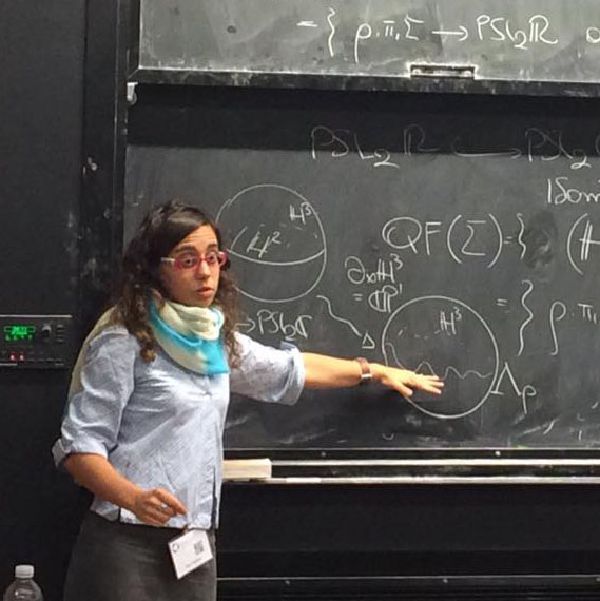 = { ρ: π₁Σ → PSL₂ℝ
PSL₂ℝ → PSL₂
Isom
ℍ³
ℍ²
QF(Σ) = {
∂∞ℍ³
= ℂP¹
→ PSL₂ℂ
ℍ³
= { ρ: π₁
Λρ